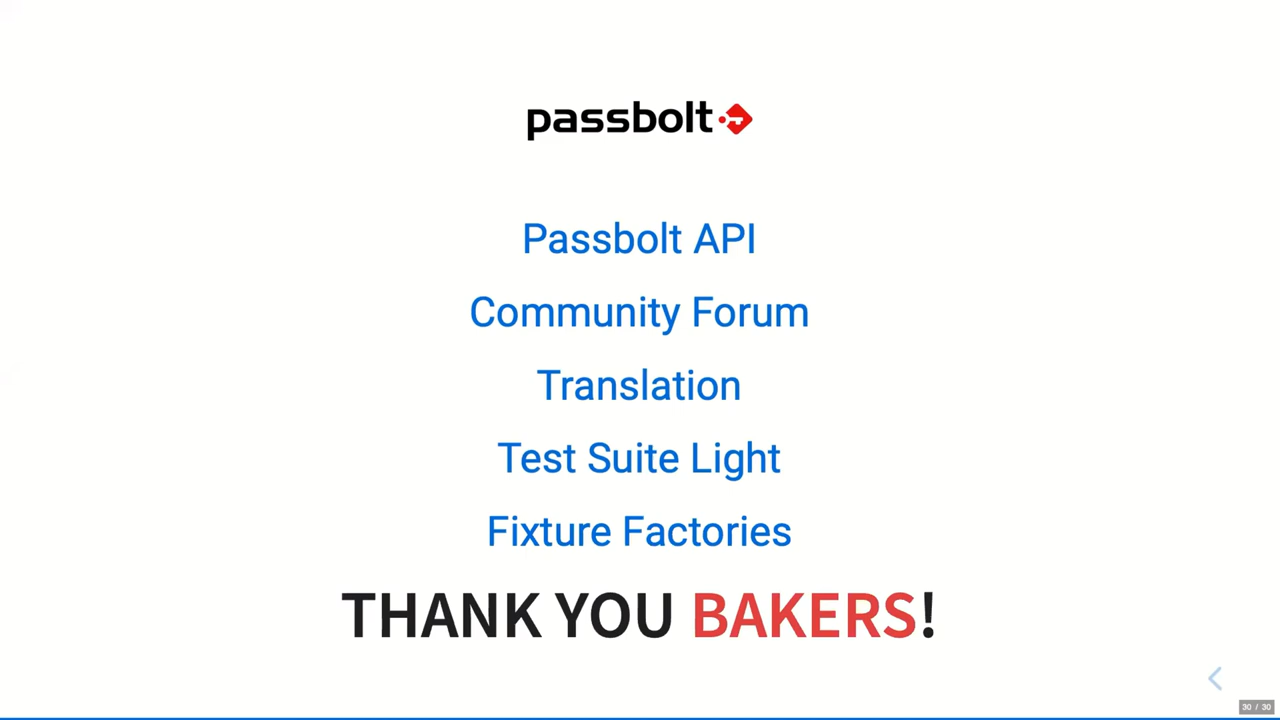 passbolt
Passbolt API
Community Forum
Translation
Test Suite Light
Fixture Factories
THANK YOU BAKERS!
30 / 30